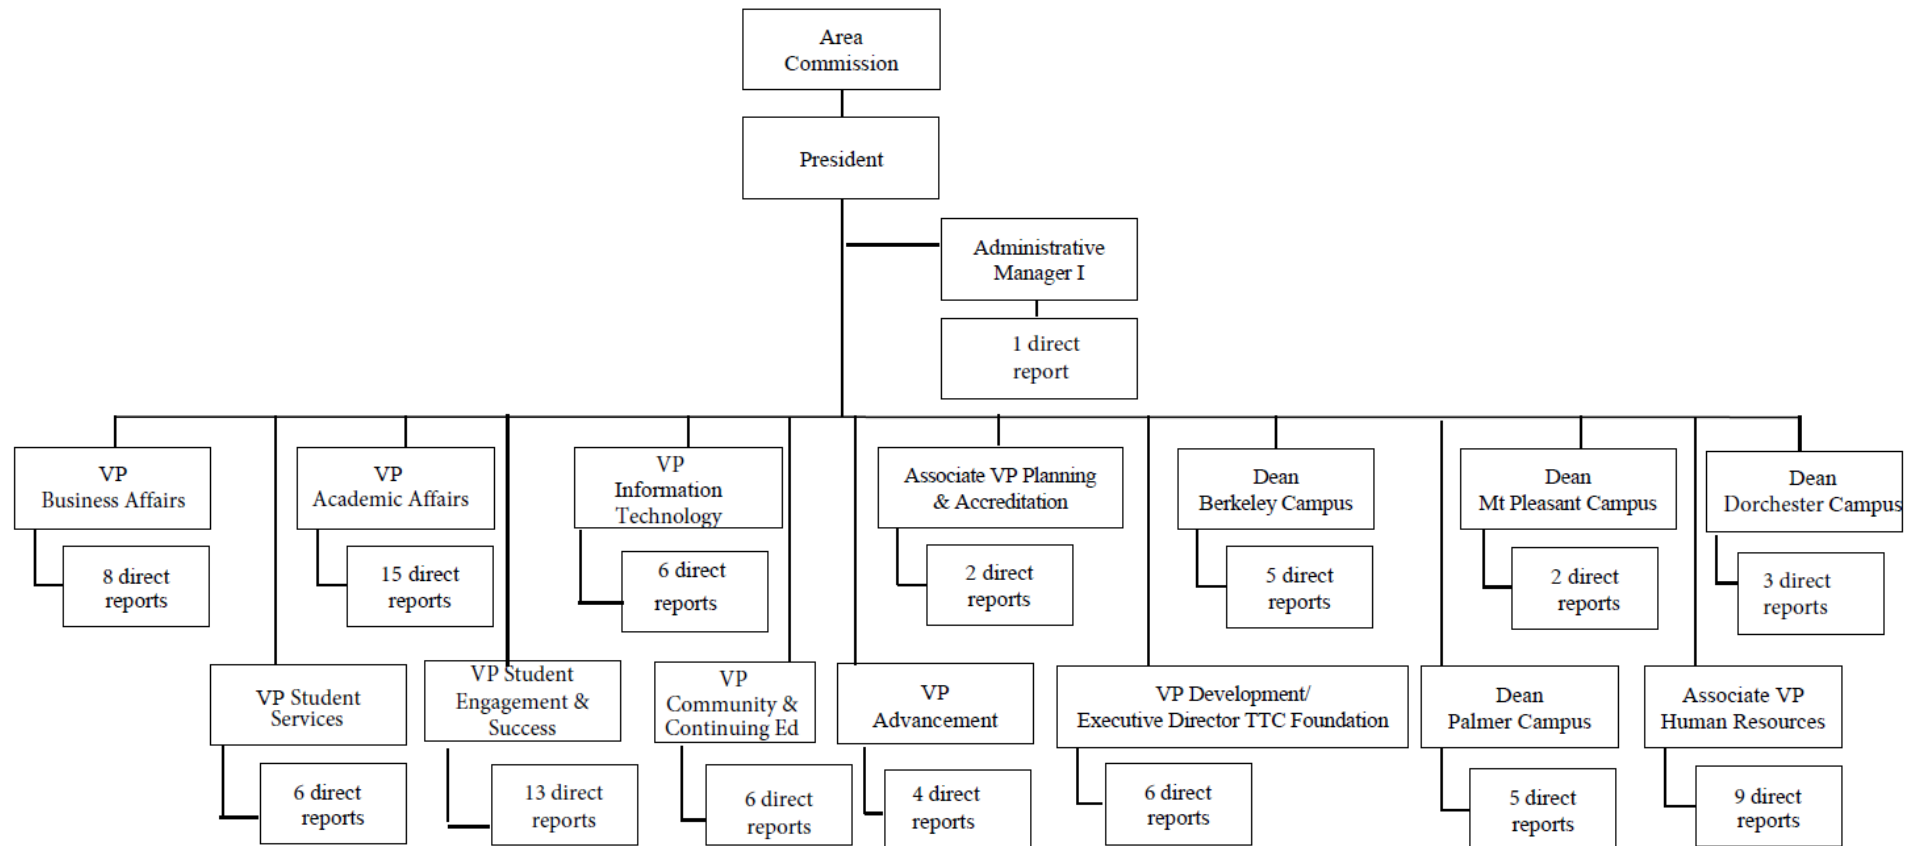 Area
Commission
President
Administrative
Manager I
1 direct
report
VP
Business Affairs
8 direct
reports
VP
Academic Affairs
15 direct
reports
VP
Information
Technology
6 direct
reports
Associate VP Planning
& Accreditation
2 direct
reports
Dean
Berkeley Campus
5 direct
reports
Dean
Mt Pleasant Campus
2 direct
reports
Dean
Dorchester Campus
3 direct
reports
VP Student
Services
6 direct
reports
VP Student
Engagement &
Success
13 direct
reports
VP
Community &
Continuing Ed
6 direct
reports
VP
Advancement
4 direct
reports
VP Development/
Executive Director TTC Foundation
6 direct
reports
Dean
Palmer Campus
5 direct
reports
Associate VP
Human Resources
9 direct
reports